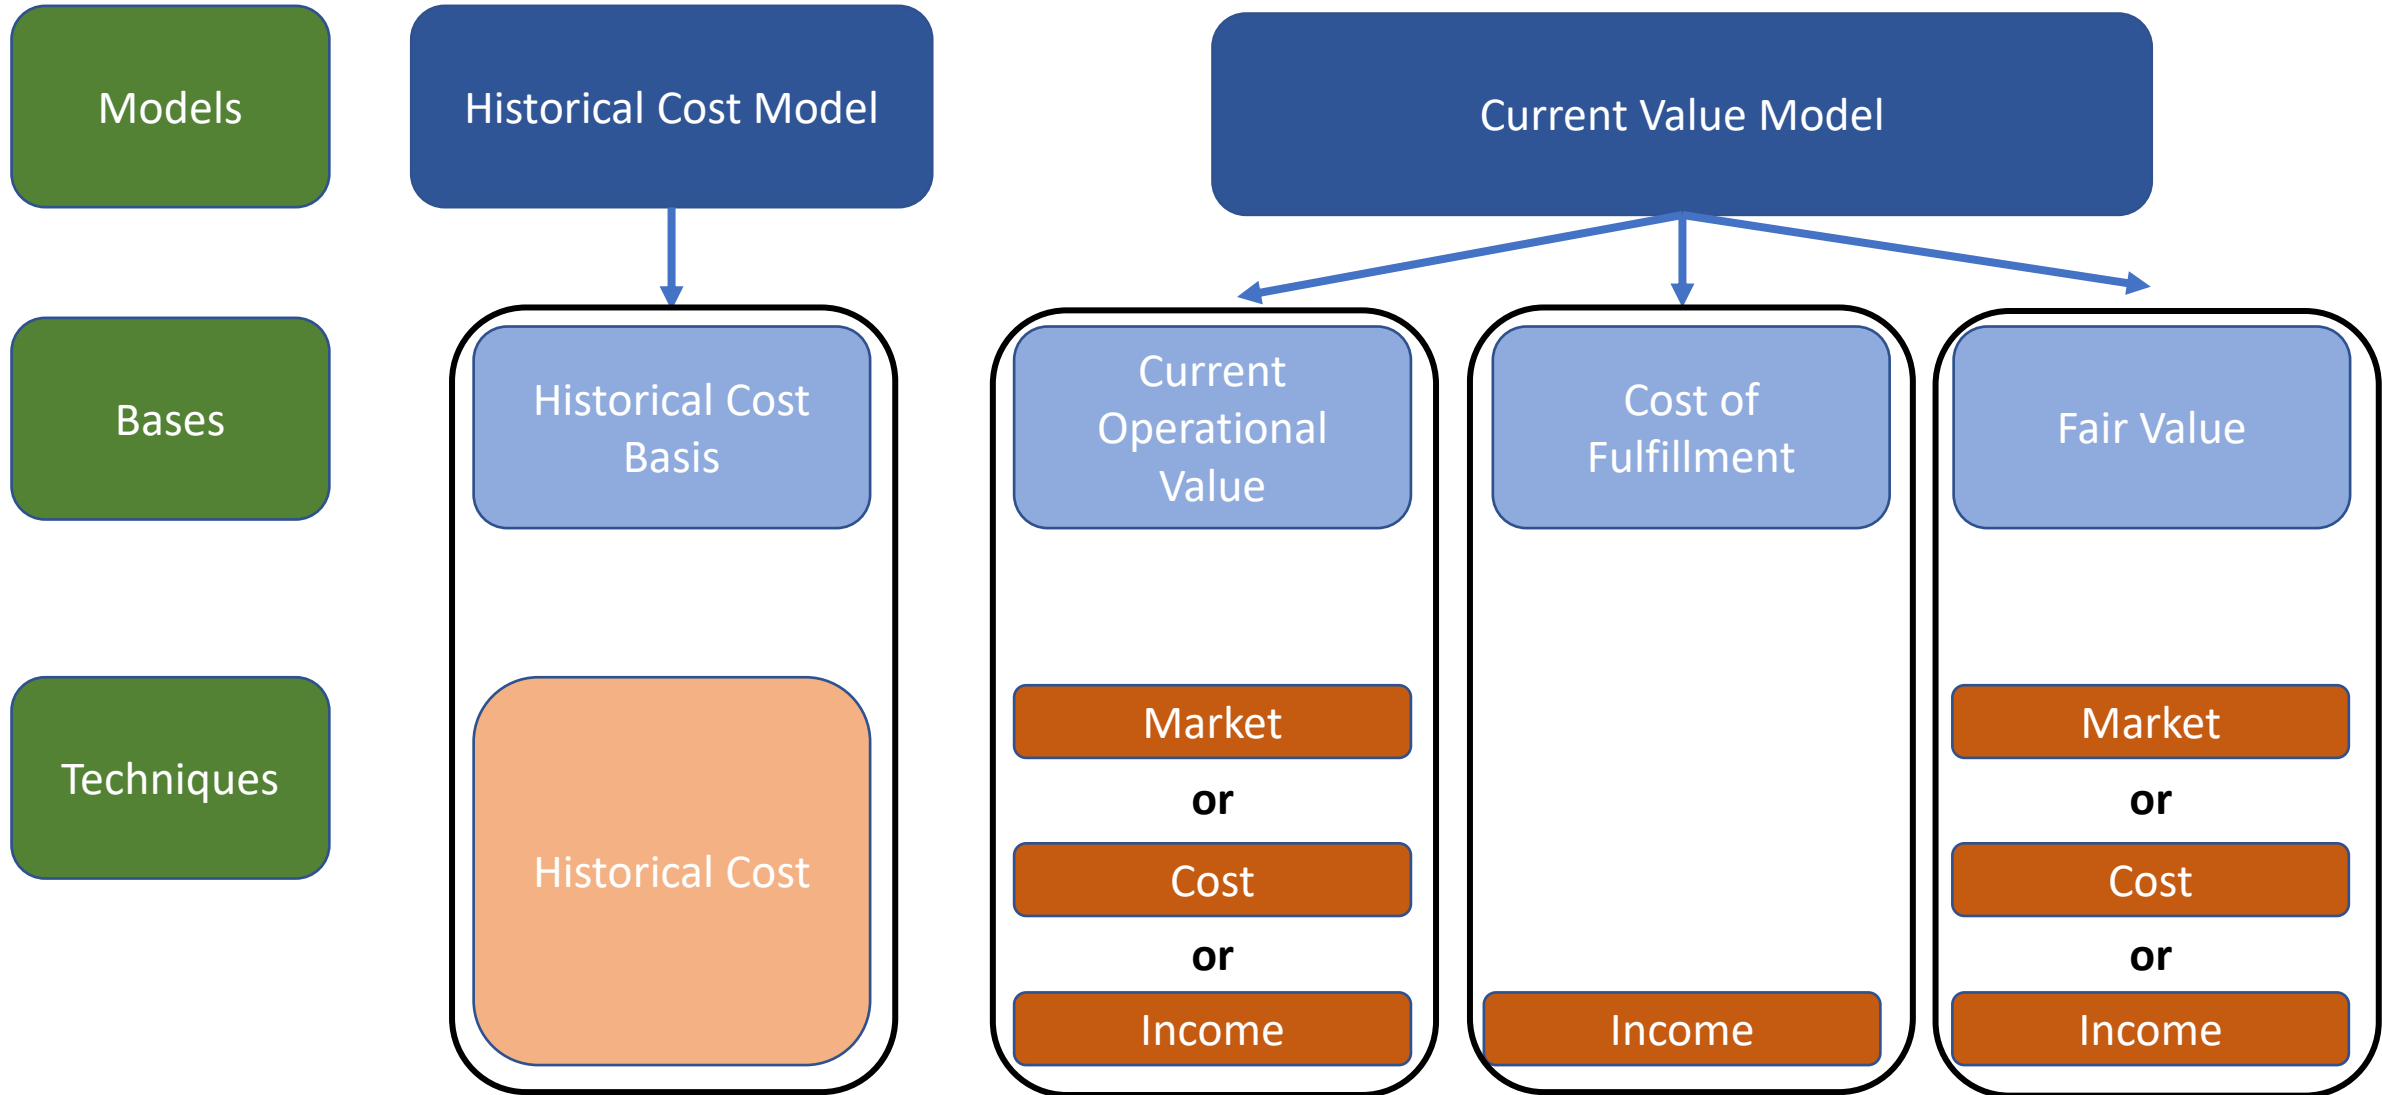 Models
Historical Cost Model
Current Value Model
Bases
Historical Cost
Basis
Current
Operational
Value
Cost of
Fulfillment
Fair Value
Techniques
Historical Cost
Market
or
Cost
or
Income
Income
Market
or
Cost
or
Income